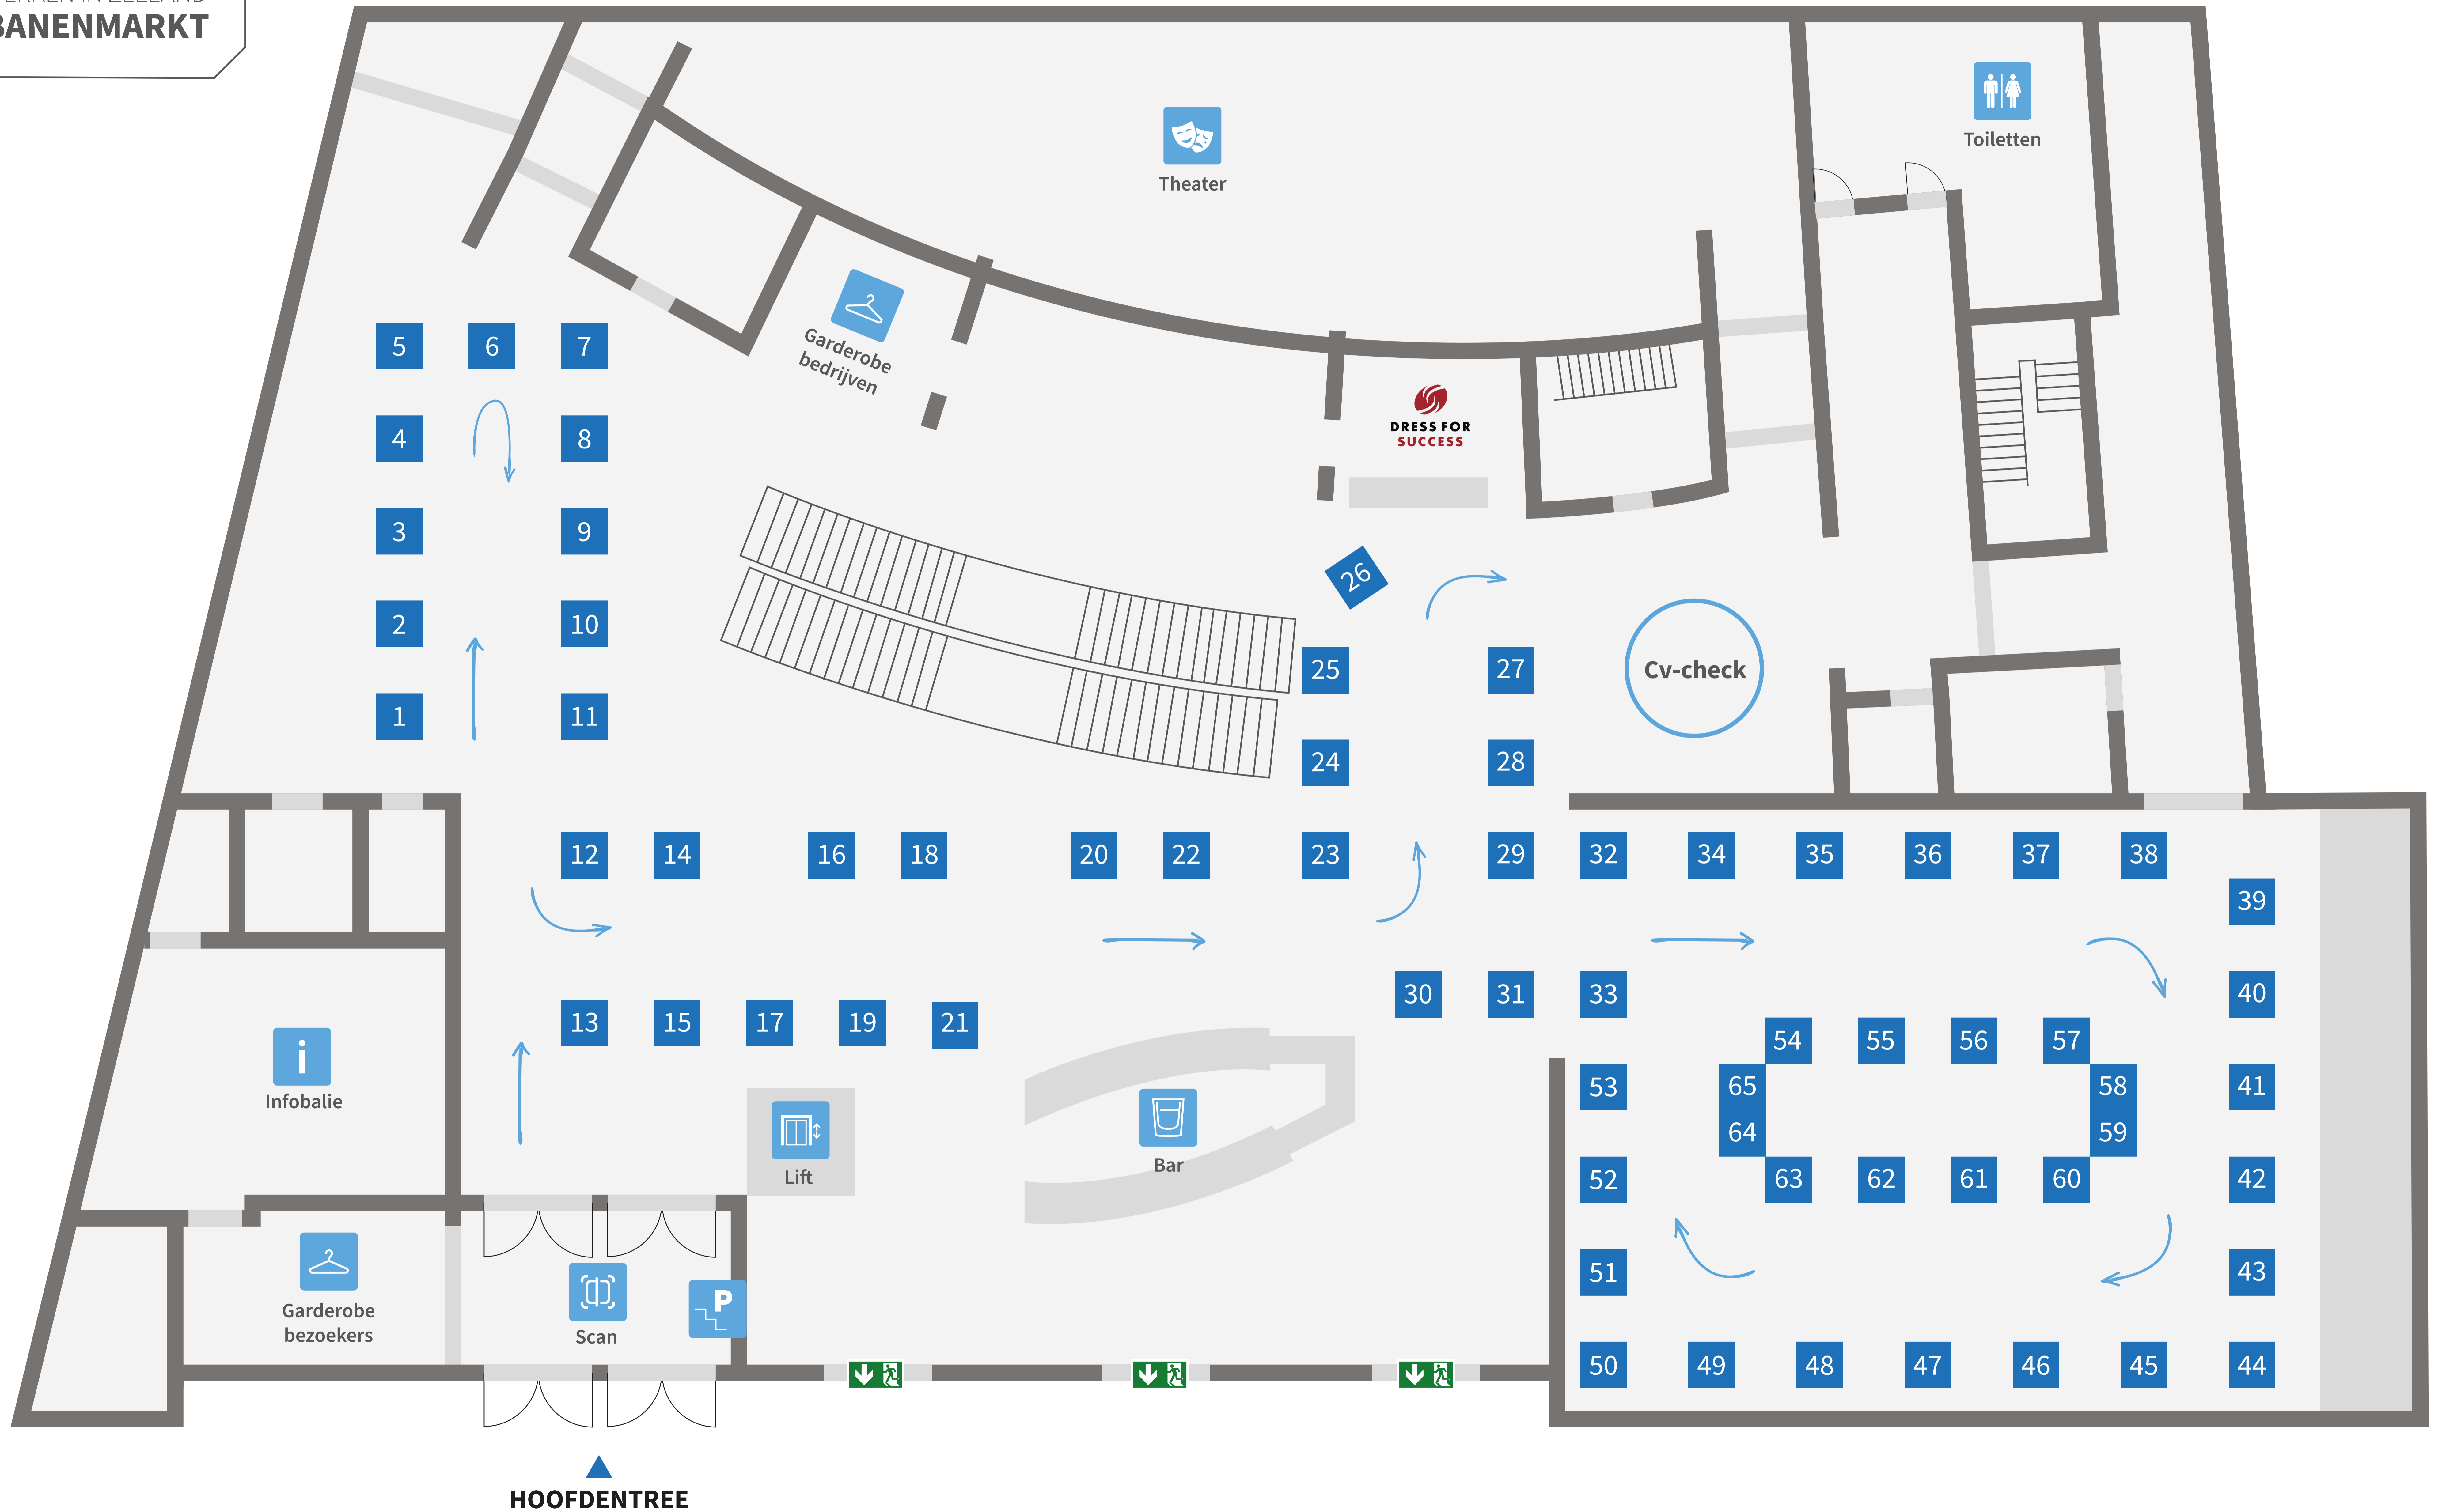 BANENMARKT
Toiletten
Theater
Garderobe
bedrijven
5 6 7
4 8
3 9
2 10
1 11
DRESS FOR
SUCCESS
26
25 27
24 28
Cv-check
12 14 16 18 20 22 23 29 32 34 35 36 37 38
39
13 15 17 19 21
30 31 33
40
54 55 56 57
53 65 58 41
64 59
52 63 62 61 60 42
51 43
50 49 48 47 46 45 44
i
Infobalie
Lift
Bar
Garderobe
bezoekers
Scan
P
HOOFDENTREE